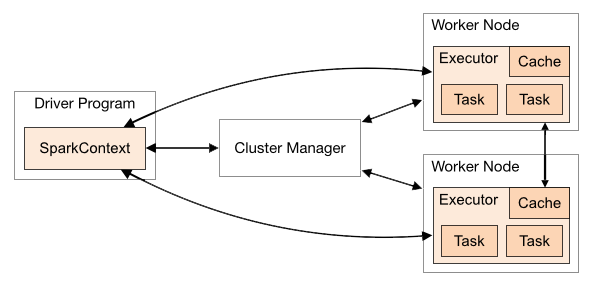 Driver Program
SparkContext
Cluster Manager
Worker Node
Executor
Cache
Task
Task
Worker Node
Executor
Cache
Task
Task